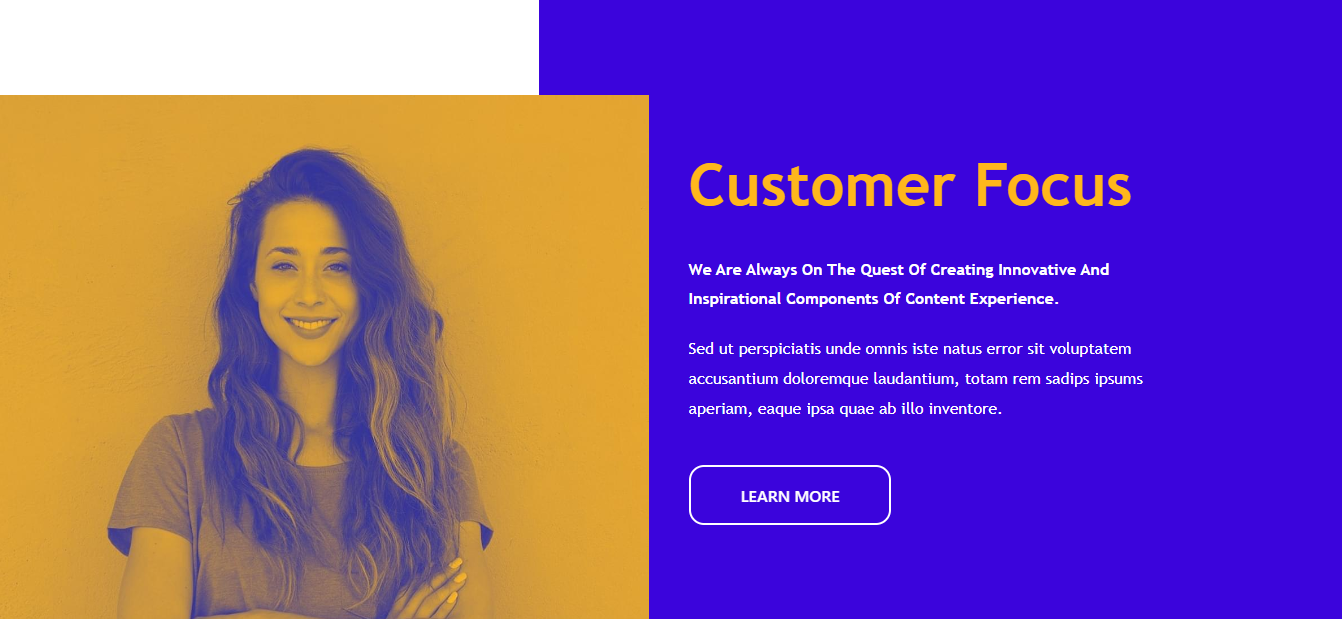 Customer Focus
We Are Always On The Quest Of Creating Innovative And
Inspirational Components Of Content Experience.
Sed ut perspiciatis unde omnis iste natus error sit voluptatem
accusantium doloremque laudantium, totam rem sadips ipsums
aperiam, eaque ipsa quae ab illo inventore.
LEARN MORE